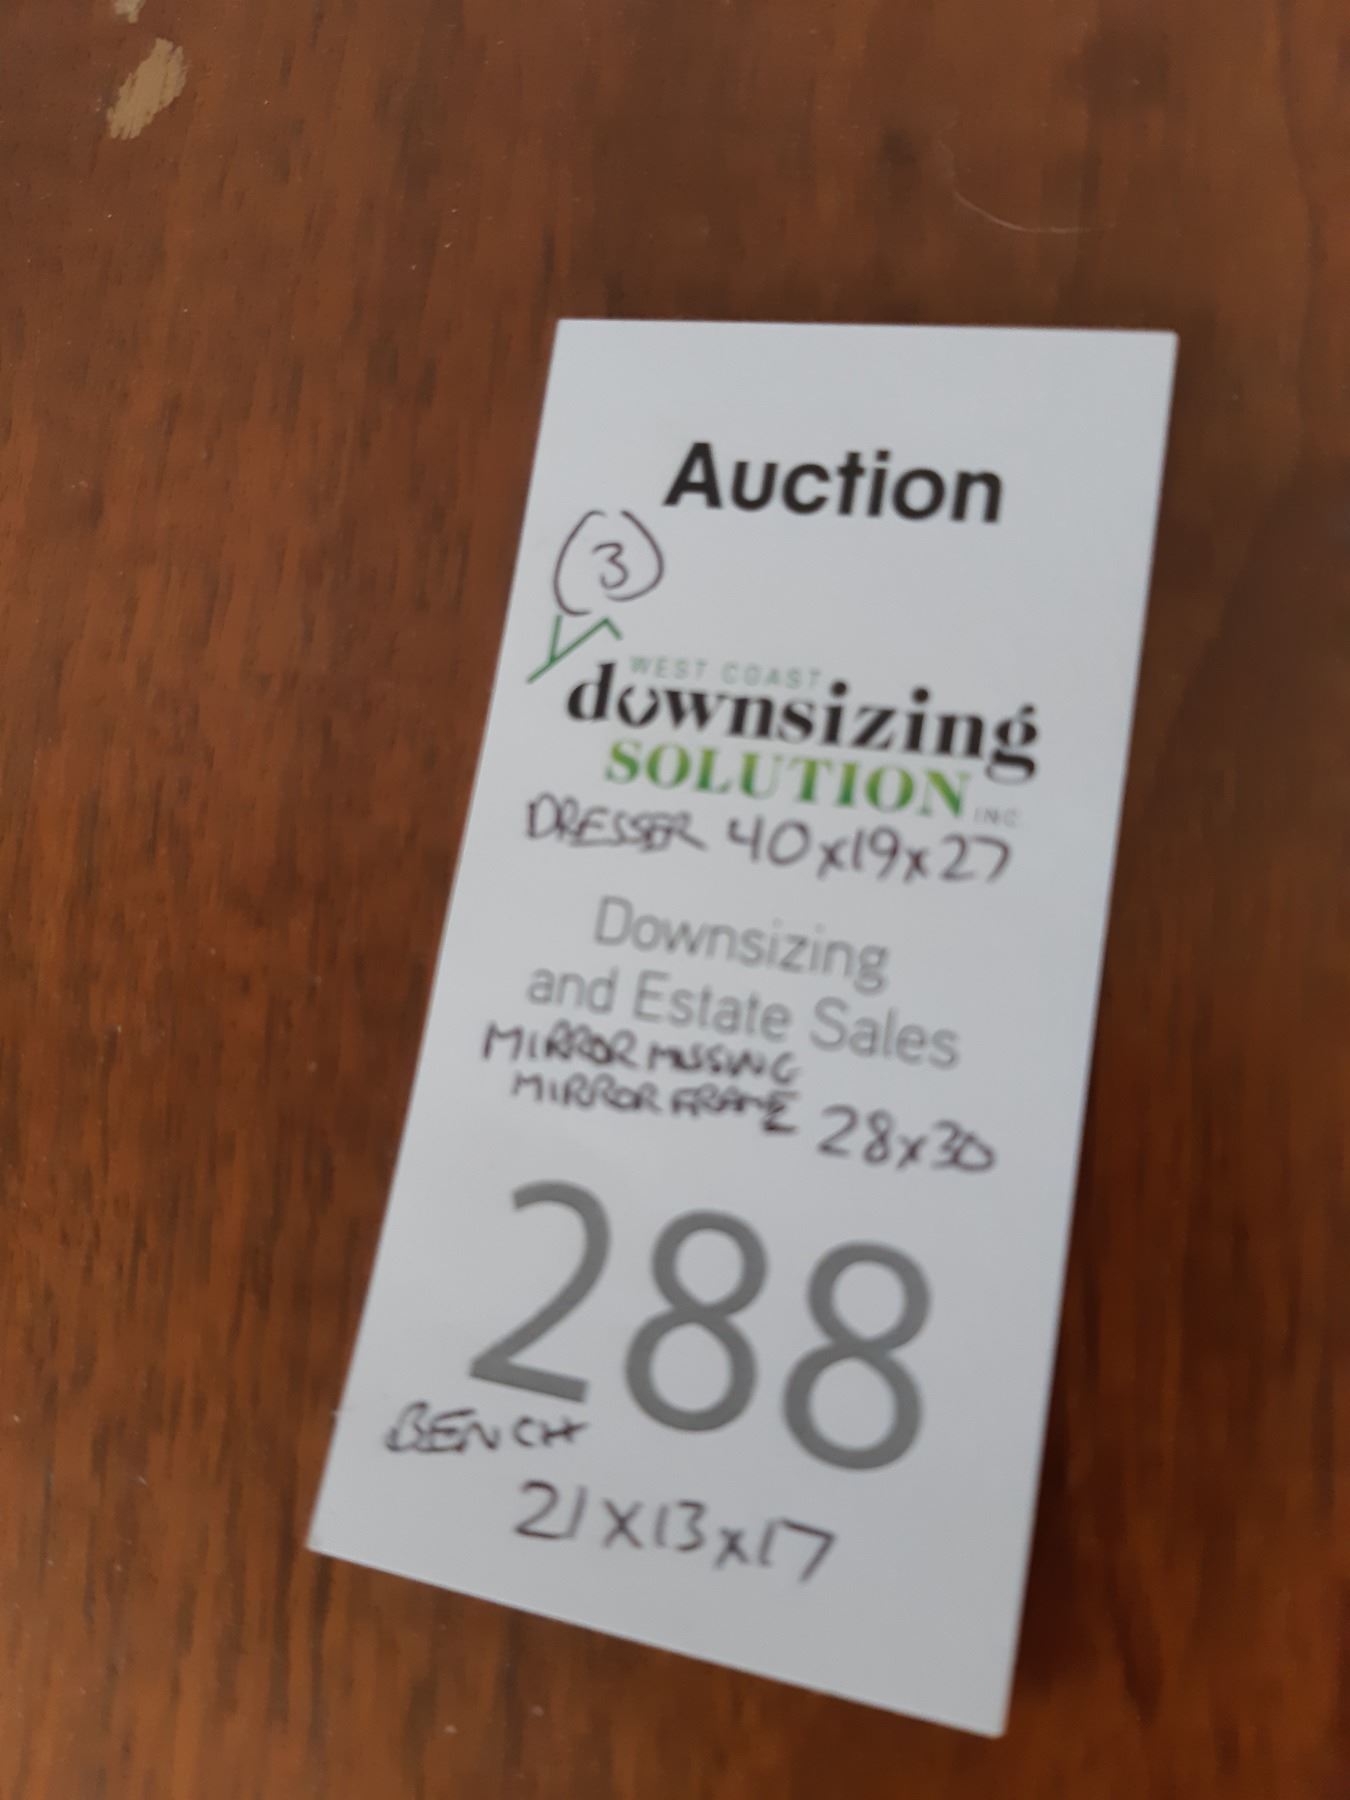 Auction
(3)
WEST COAST
downsizing
SOLUTION INC
DRESSER 40x19x27
Downsizing
and Estate Sales
MIRROR MISSING
MIRROR FRAME 28x30
288
BENCH
21x13x17